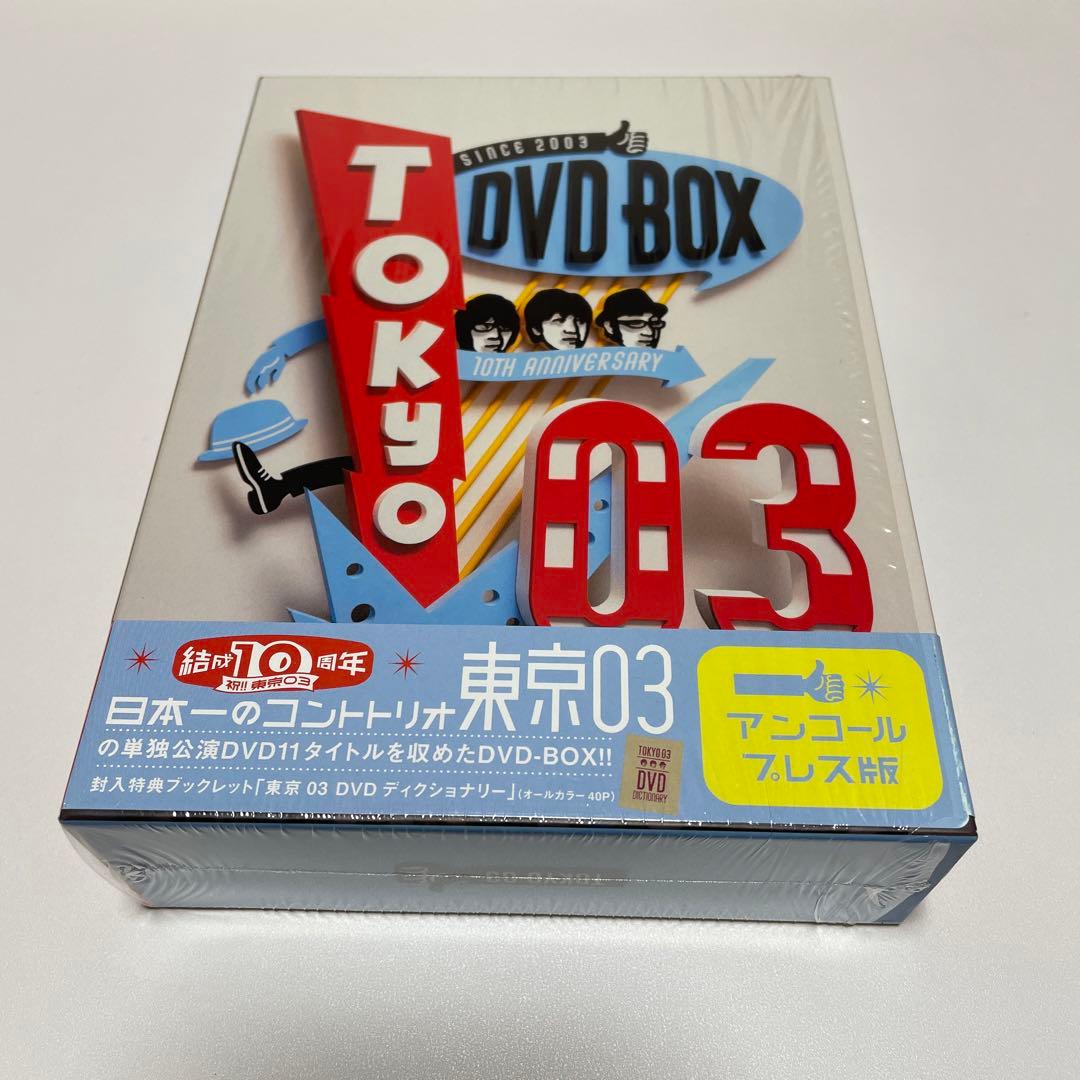 TOKYO
SINCE 2003
DVD BOX
10TH ANNIVERSARY
03
結成10周年
祝!! 東京03
日本一のコントトリオ東京03
の単独公演DVD11タイトルを収めたDVD-BOX!!
封入特典ブックレット「東京 03 DVD ディクショナリー」(オールカラー 40P)
TOKYO 03
DVD
DICTIONARY
アンコール
プレス版
TOKYO 03